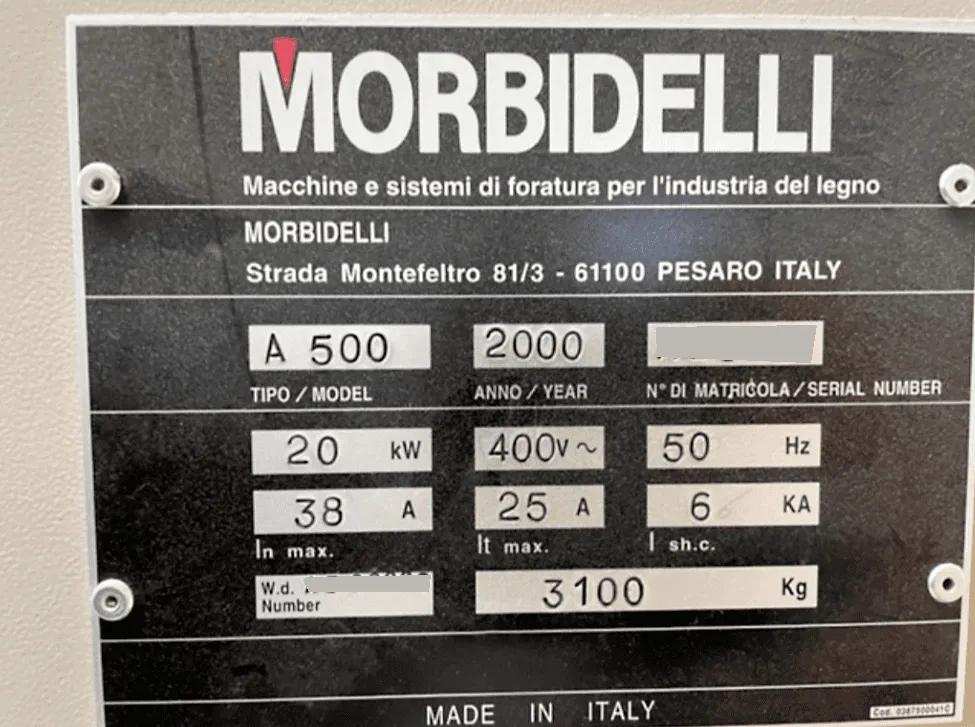 MORBIDELLI
Macchine e sistemi di foratura per l'industria del legno
MORBIDELLI
Strada Montefeltro 81/3 - 61100 PESARO ITALY
A 500 2000
TIPO / MODEL ANNO / YEAR N° DI MATRICOLA / SERIAL NUMBER
20 kW 400V ~ 50 Hz
38 A 25 A 6 KA
In max. It max. I sh.c.
W.d.
Number 3100 Kg
MADE IN ITALY
Cod. 0387500041C